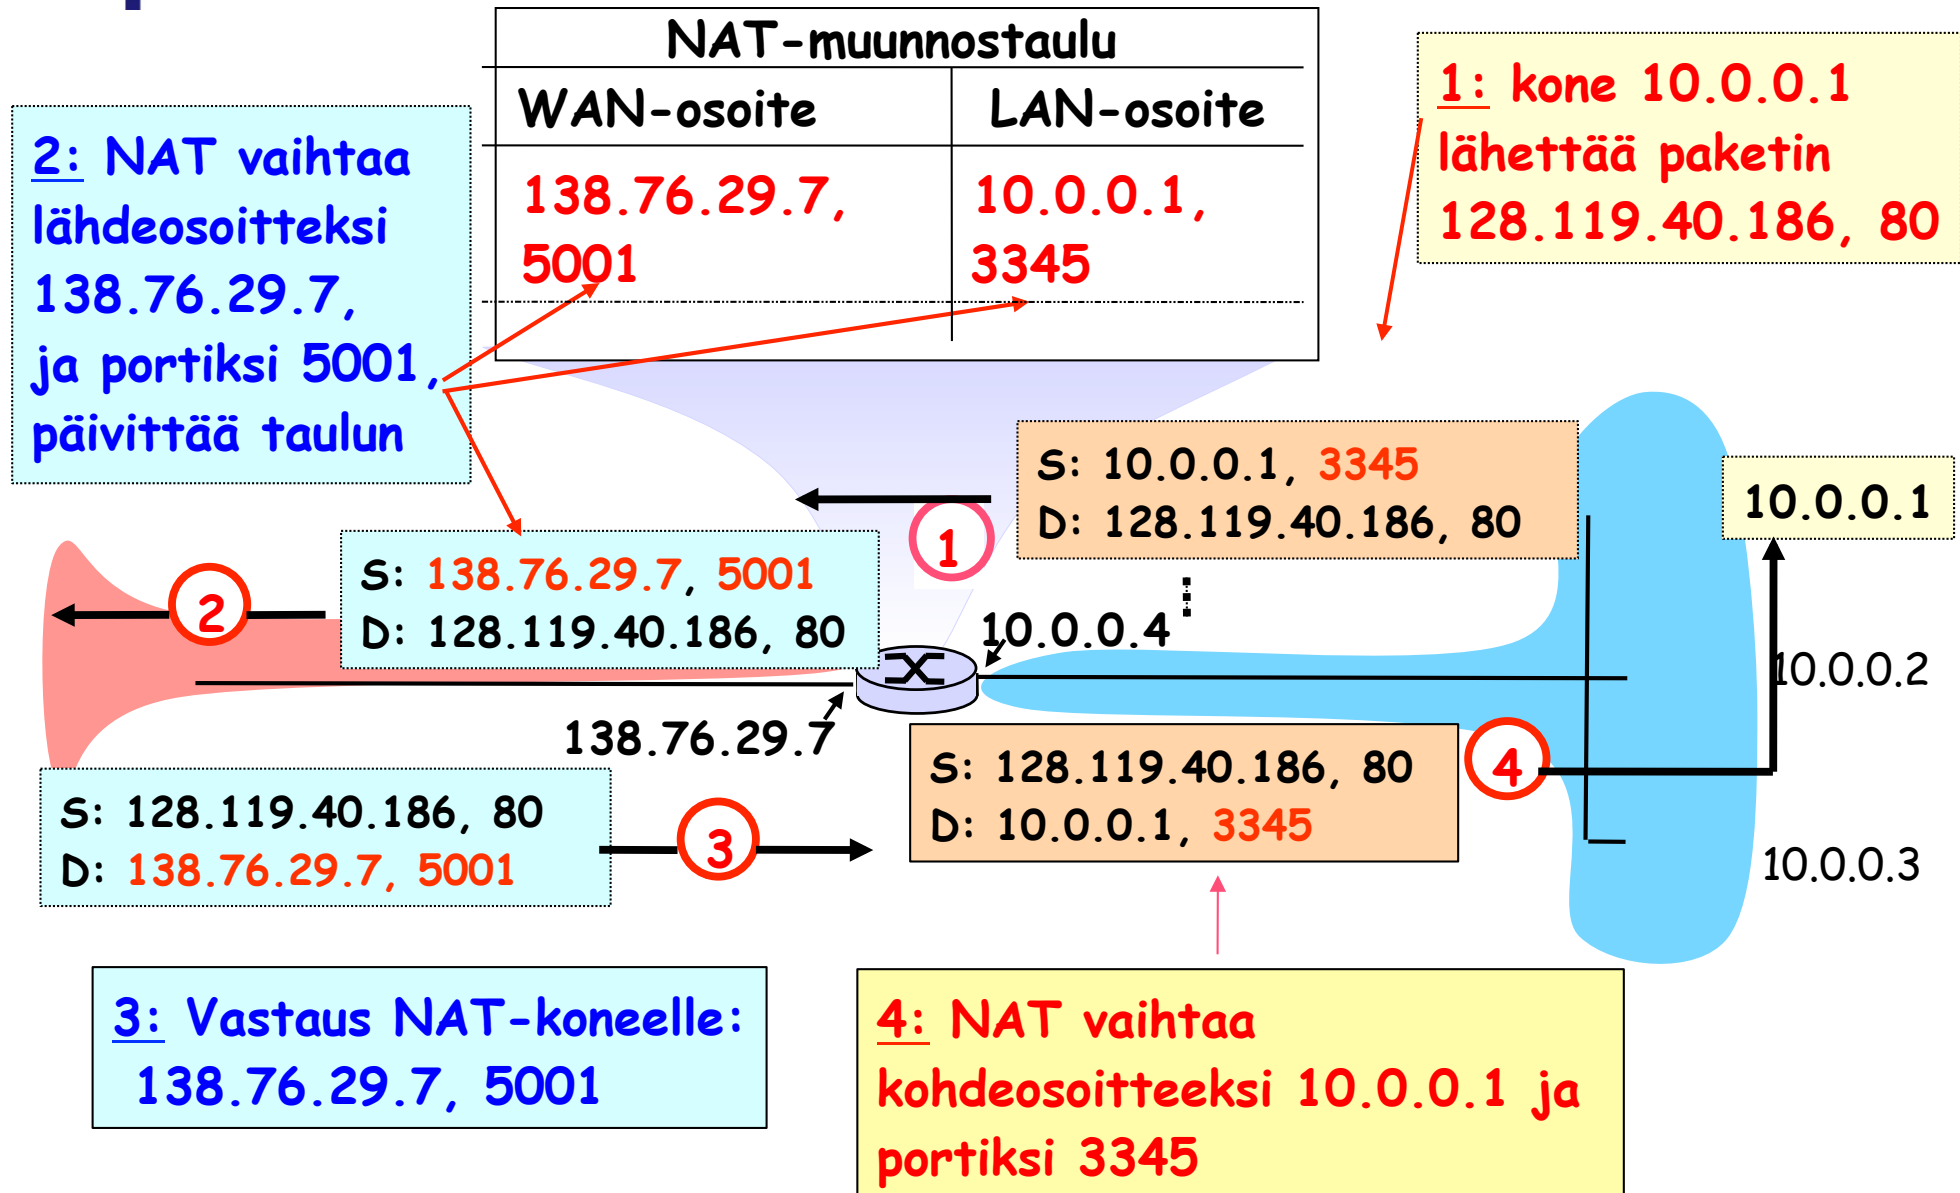 NAT-muunnostaulu
WAN-osoite LAN-osoite
138.76.29.7, 10.0.0.1,
5001 3345
1: kone 10.0.0.1
lähettää paketin
128.119.40.186, 80
2: NAT vaihtaa
lähdeosoitteksi
138.76.29.7,
ja portiksi 5001,
päivittää taulun
S: 10.0.0.1, 3345
D: 128.119.40.186, 80
1
10.0.0.1
S: 138.76.29.7, 5001
D: 128.119.40.186, 80
2
10.0.0.4
10.0.0.2
138.76.29.7
S: 128.119.40.186, 80
D: 10.0.0.1, 3345
4
S: 128.119.40.186, 80
D: 138.76.29.7, 5001
3
10.0.0.3
3: Vastaus NAT-koneelle:
138.76.29.7, 5001
4: NAT vaihtaa
kohdeosoitteeksi 10.0.0.1 ja
portiksi 3345